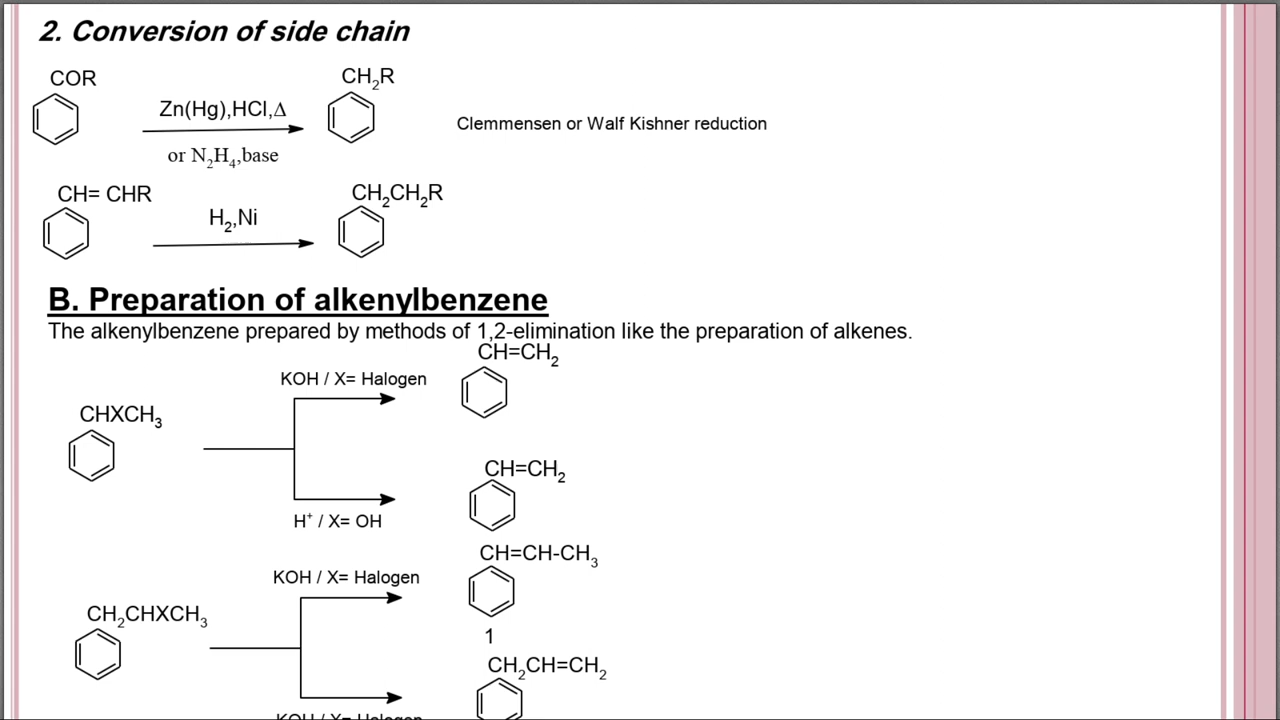 2. Conversion of side chain
COR
CH₂R
Zn(Hg),HCl,Δ
Clemmensen or Walf Kishner reduction
or N₂H₄,base
CH= CHR
CH₂CH₂R
H₂,Ni
B. Preparation of alkenylbenzene
The alkenylbenzene prepared by methods of 1,2-elimination like the preparation of alkenes.
CH=CH₂
KOH / X= Halogen
CHXCH₃
CH=CH₂
H⁺ / X= OH
CH=CH-CH₃
KOH / X= Halogen
CH₂CHXCH₃
1
CH₂CH=CH₂
KOH / X= Halogen